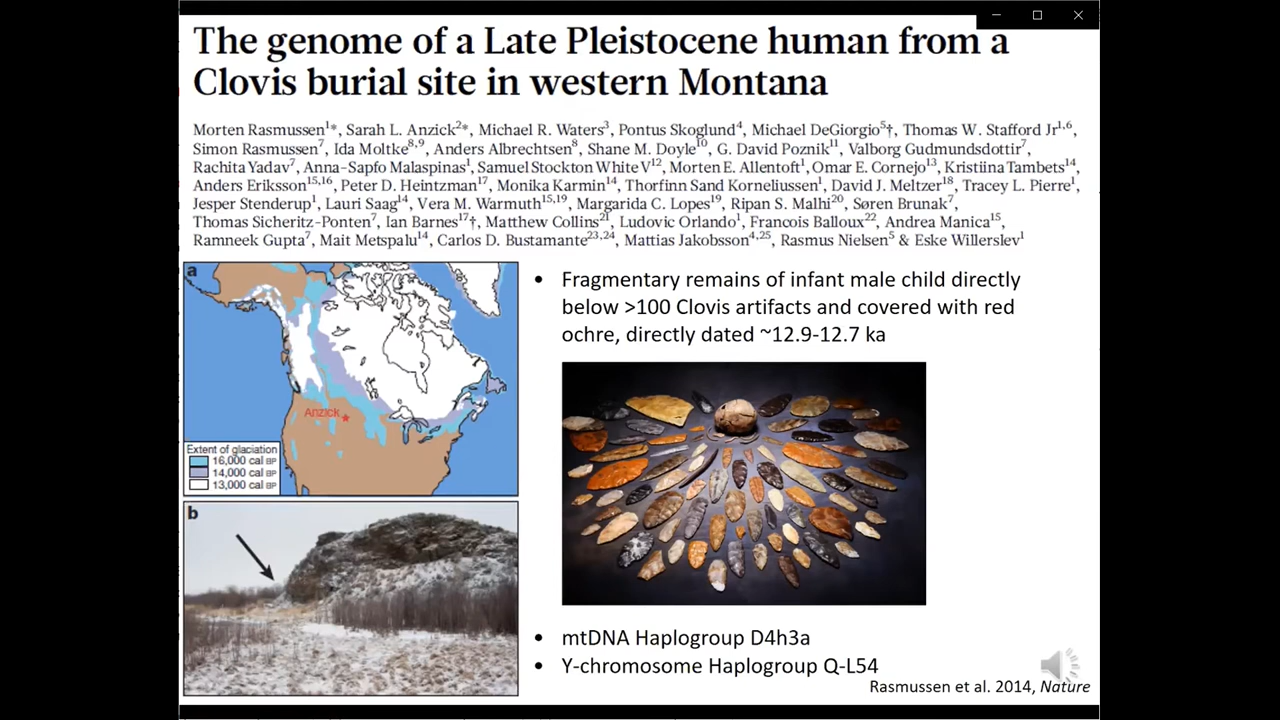 The genome of a Late Pleistocene human from a
Clovis burial site in western Montana
Morten Rasmussen¹*, Sarah L. Anzick²*, Michael R. Waters³, Pontus Skoglund⁴, Michael DeGiorgio⁵†, Thomas W. Stafford Jr¹,⁶,
Simon Rasmussen⁷, Ida Moltke⁸,⁹, Anders Albrechtsen⁸, Shane M. Doyle¹⁰, G. David Poznik¹¹, Valborg Gudmundsdottir⁷,
Rachita Yadav⁷, Anna-Sapfo Malaspinas¹, Samuel Stockton White V¹², Morten E. Allentoft¹, Omar E. Cornejo¹³, Kristiina Tambets¹⁴,
Anders Eriksson¹⁵,¹⁶, Peter D. Heintzman¹⁷, Monika Karmin¹⁴, Thorfinn Sand Korneliussen¹, David J. Meltzer¹⁸, Tracey L. Pierre¹,
Jesper Stenderup¹, Lauri Saag¹⁴, Vera M. Warmuth¹⁵,¹⁹, Margarida C. Lopes¹⁹, Ripan S. Malhi²⁰, Søren Brunak⁷,
Thomas Sicheritz-Ponten⁷, Ian Barnes¹⁷†, Matthew Collins²¹, Ludovic Orlando¹, Francois Balloux²², Andrea Manica¹⁵,
Ramneek Gupta⁷, Mait Metspalu¹⁴, Carlos D. Bustamante²³,²⁴, Mattias Jakobsson⁴,²⁵, Rasmus Nielsen⁵ & Eske Willerslev¹
a
Anzick
Extent of glaciation
16,000 cal BP
14,000 cal BP
13,000 cal BP
b
• Fragmentary remains of infant male child directly
below >100 Clovis artifacts and covered with red
ochre, directly dated ~12.9-12.7 ka
• mtDNA Haplogroup D4h3a
• Y-chromosome Haplogroup Q-L54
Rasmussen et al. 2014, Nature